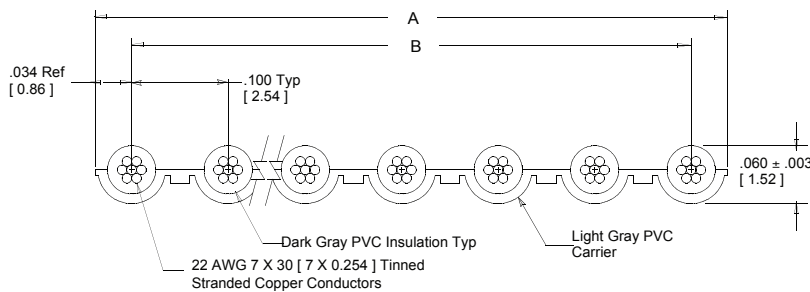 A
B
.034 Ref
[ 0.86 ]
.100 Typ
[ 2.54 ]
.060 ± .003
[ 1.52 ]
Dark Gray PVC Insulation Typ
Light Gray PVC
Carrier
22 AWG 7 X 30 [ 7 X 0.254 ] Tinned
Stranded Copper Conductors